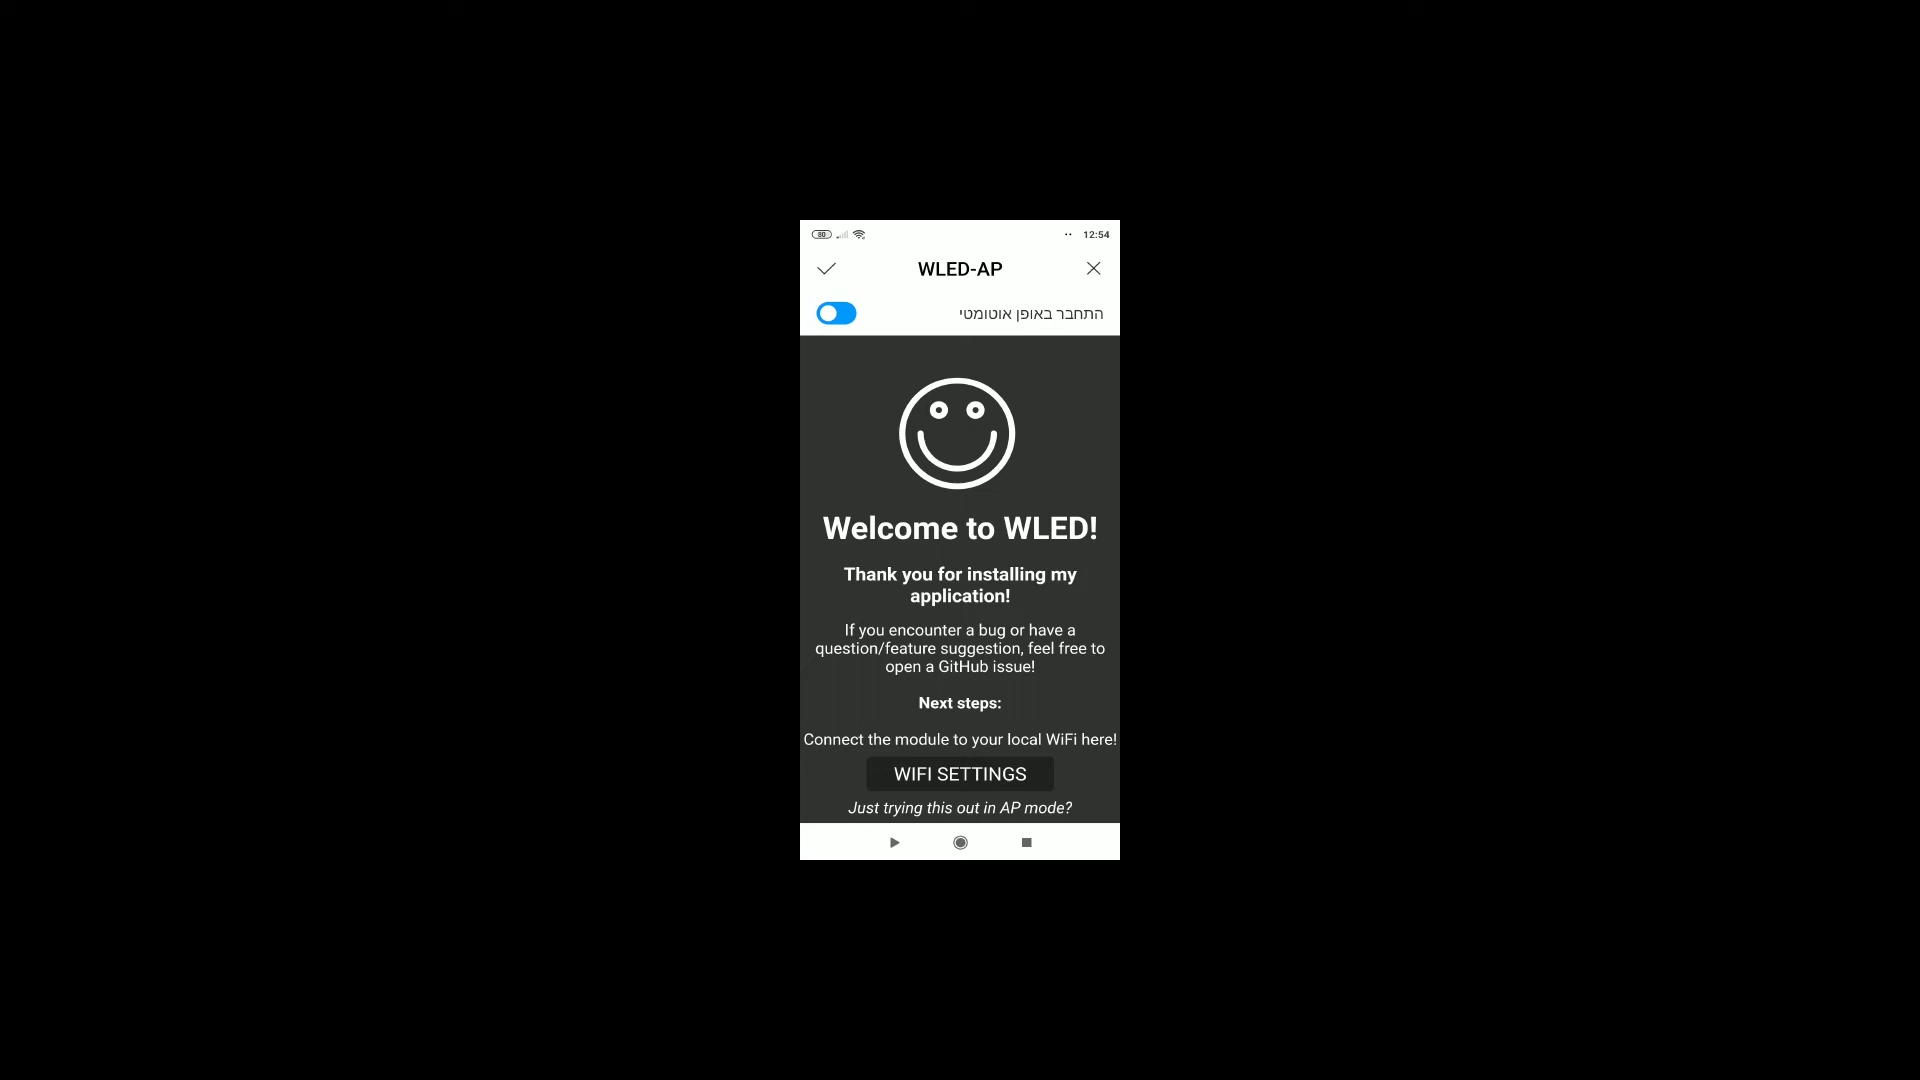 80 12:54
WLED-AP
התחבר באופן אוטומטי
Welcome to WLED!
Thank you for installing my
application!
If you encounter a bug or have a
question/feature suggestion, feel free to
open a GitHub issue!
Next steps:
Connect the module to your local WiFi here!
WIFI SETTINGS
Just trying this out in AP mode?